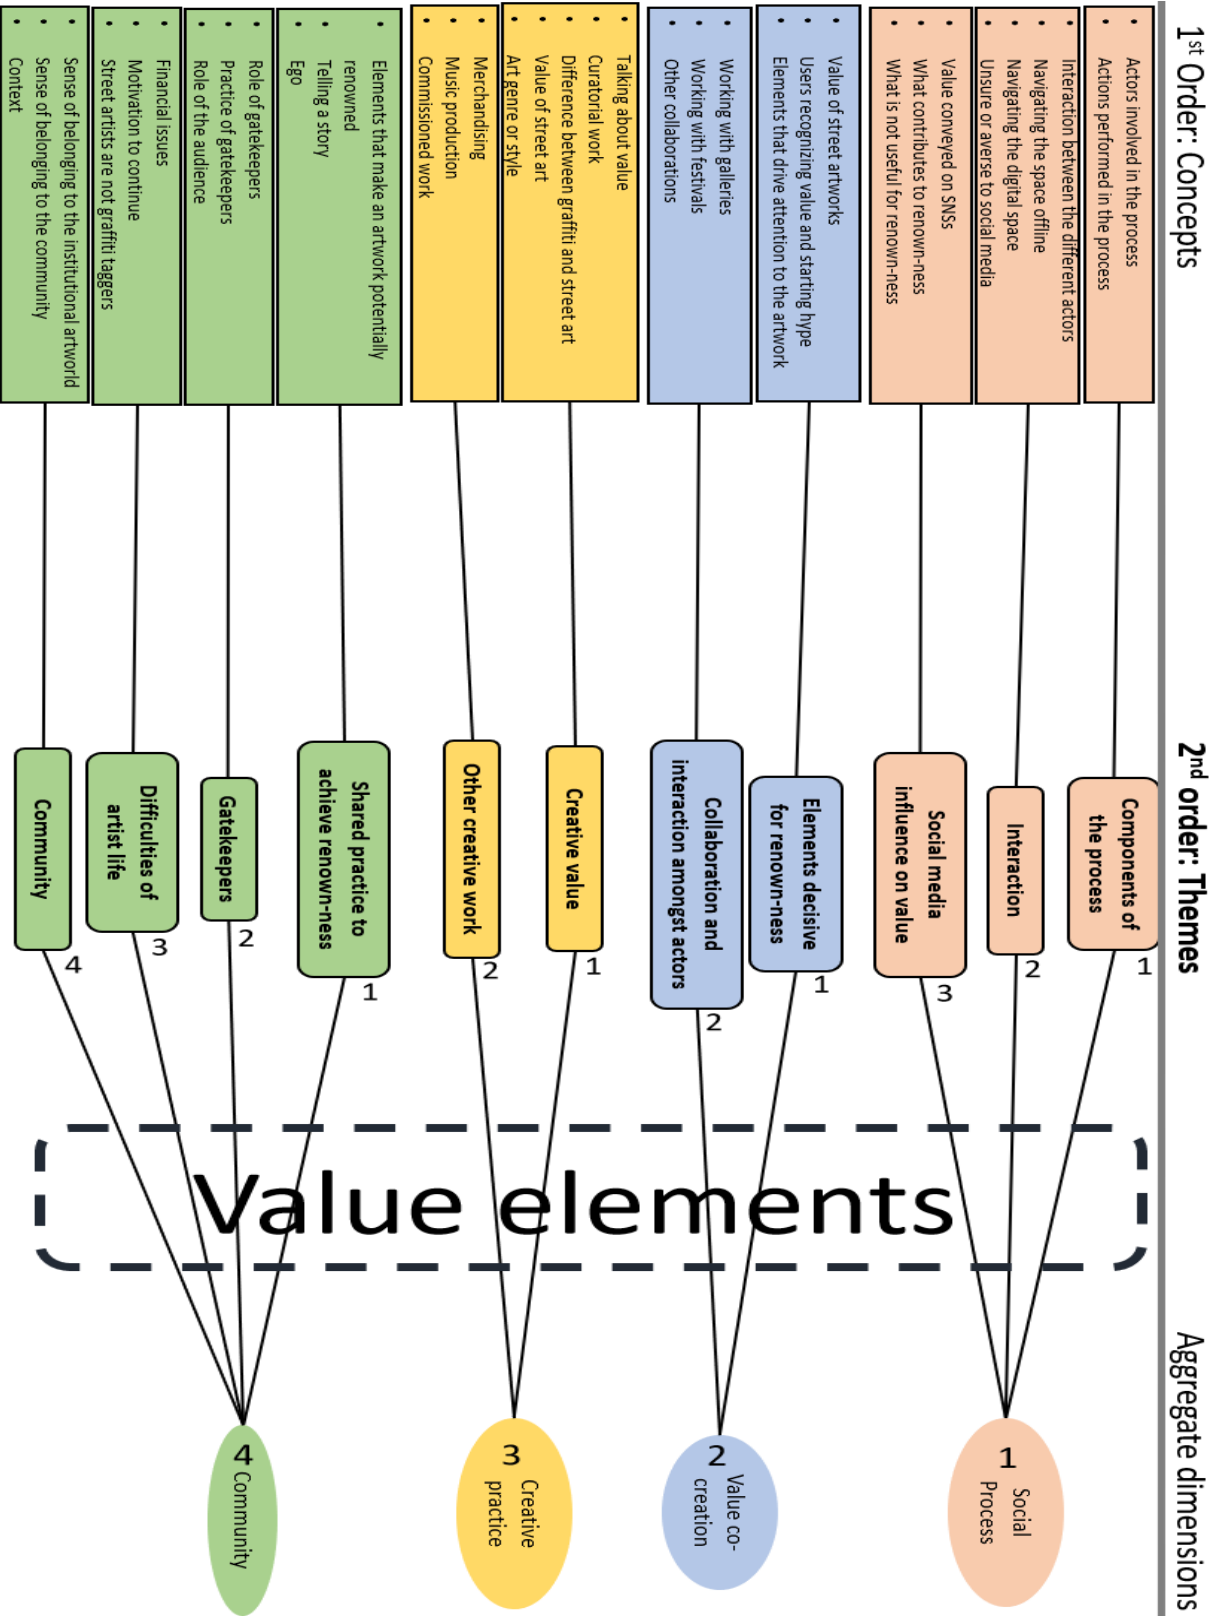 1st Order: Concepts
2nd order: Themes
Aggregate dimensions
• Actors involved in the process
• Actions performed in the process
Components of
the process
1
• Interaction between the different actors
• Navigating the space offline
• Navigating the digital space
• Unsure or averse to social media
Interaction
2
• Value conveyed on SNSs
• What contributes to renown-ness
• What is not useful for renown-ness
Social media
influence on value
3
1
Social
Process
• Value of street artworks
• Users recognizing value and starting hype
• Elements that drive attention to the artwork
Elements decisive
for renown-ness
1
• Working with galleries
• Working with festivals
• Other collaborations
Collaboration and
interaction amongst actors
2
2
Value co-
creation
• Talking about value
• Curatorial work
• Difference between graffiti and street art
• Value of street art
• Art genre or style
Creative value
1
• Merchandising
• Music production
• Commissioned work
Other creative work
2
3
Creative
practice
• Elements that make an artwork potentially
renowned
• Telling a story
• Ego
Shared practice to
achieve renown-ness
1
• Role of gatekeepers
• Practice of gatekeepers
• Role of the audience
Gatekeepers
2
• Financial issues
• Motivation to continue
• Street artists are not graffiti taggers
Difficulties of
artist life
3
• Sense of belonging to the institutional artworld
• Sense of belonging to the community
• Context
Community
4
4
Community
Value elements